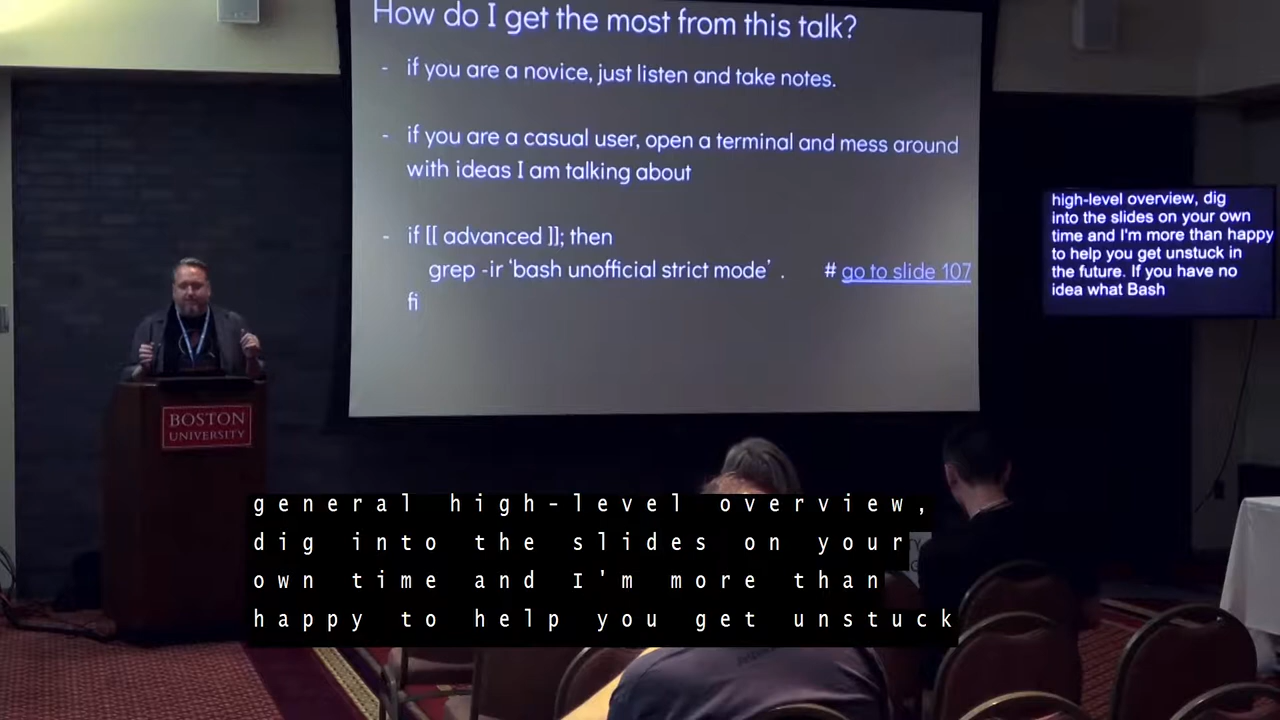 How do I get the most from this talk?
- if you are a novice, just listen and take notes.
- if you are a casual user, open a terminal and mess around
with ideas I am talking about
- if [[ advanced ]]; then
grep -ir ‘bash unofficial strict mode’ . # go to slide 107
fi
high-level overview, dig
into the slides on your own
time and I'm more than happy
to help you get unstuck in
the future. If you have no
idea what Bash
BOSTON
UNIVERSITY
general high-level overview,
dig into the slides on your
own time and I'm more than
happy to help you get unstuck